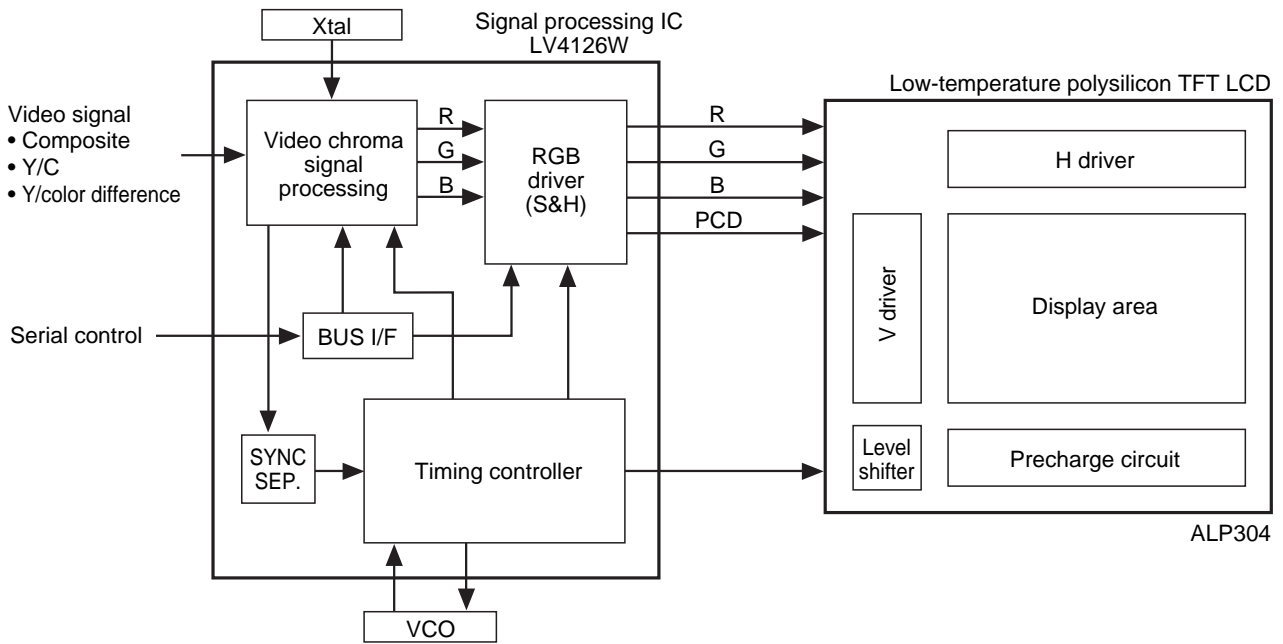 Xtal
Signal processing IC
LV4126W
Low-temperature polysilicon TFT LCD
Video signal
• Composite
• Y/C
• Y/color difference
Video chroma
signal
processing
R
G
B
RGB
driver
(S&H)
R
G
B
PCD
H driver
V driver
Display area
Serial control
BUS I/F
SYNC
SEP.
Timing controller
Level
shifter
Precharge circuit
ALP304
VCO